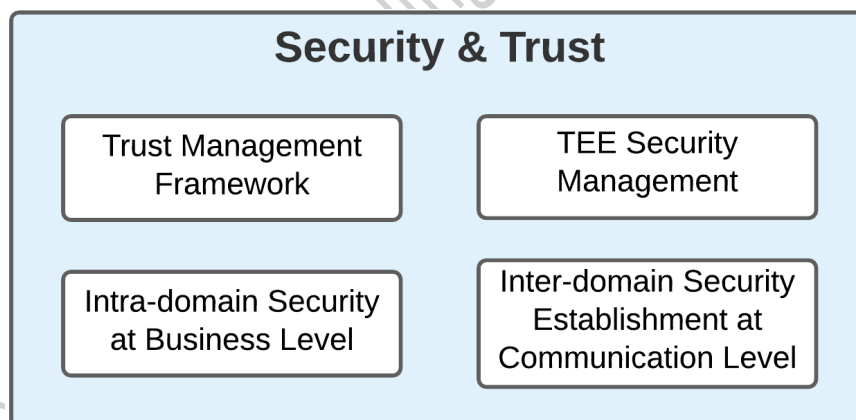 Security & Trust
Trust Management
Framework
TEE Security
Management
Intra-domain Security
at Business Level
Inter-domain Security
Establishment at
Communication Level